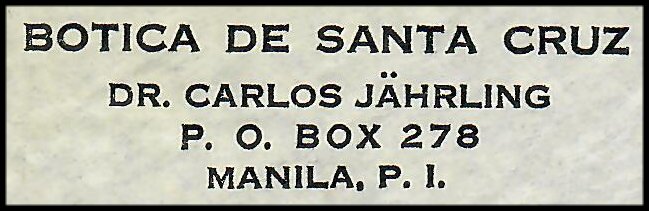 BOTICA DE SANTA CRUZ
DR. CARLOS JÄHRLING
P. O. BOX 278
MANILA, P. I.